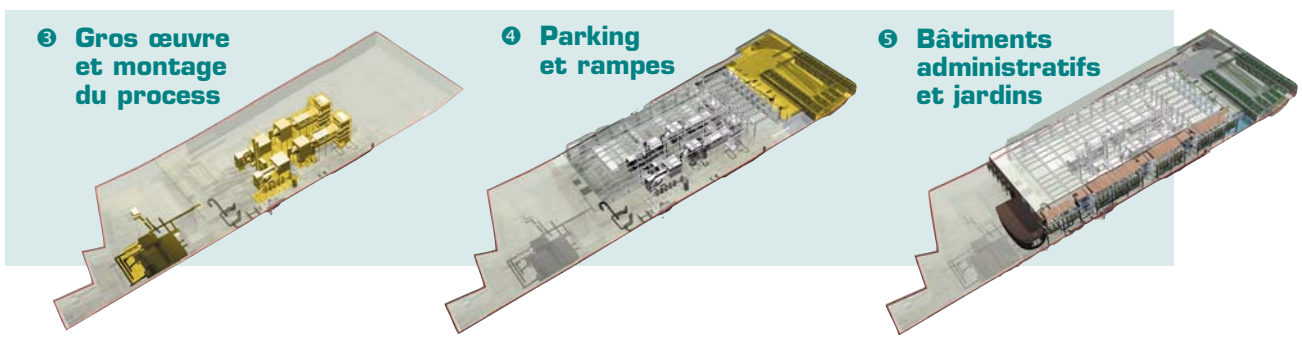 ❸ Gros œuvre
et montage
du process
❹ Parking
et rampes
❺ Bâtiments
administratifs
et jardins